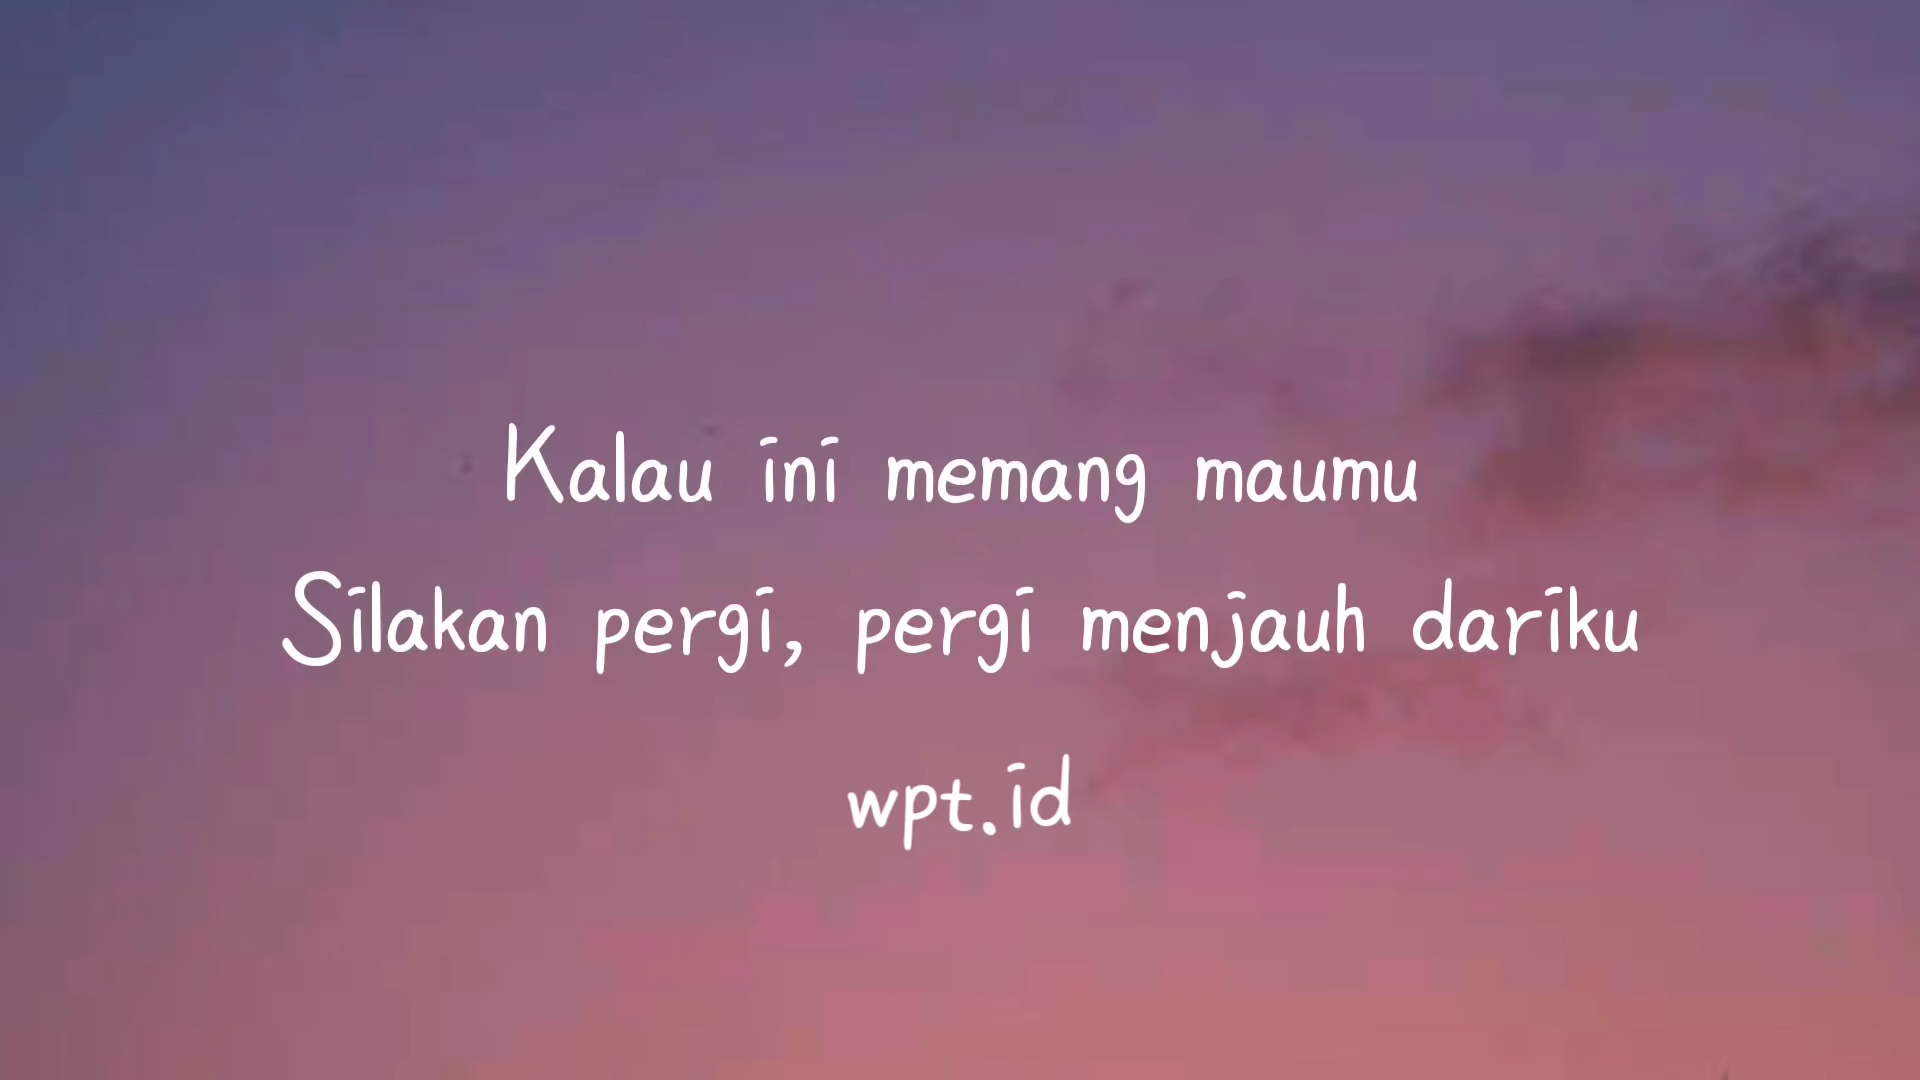 Kalau ini memang maumu
Silakan pergi, pergi menjauh dariku
wpt.id